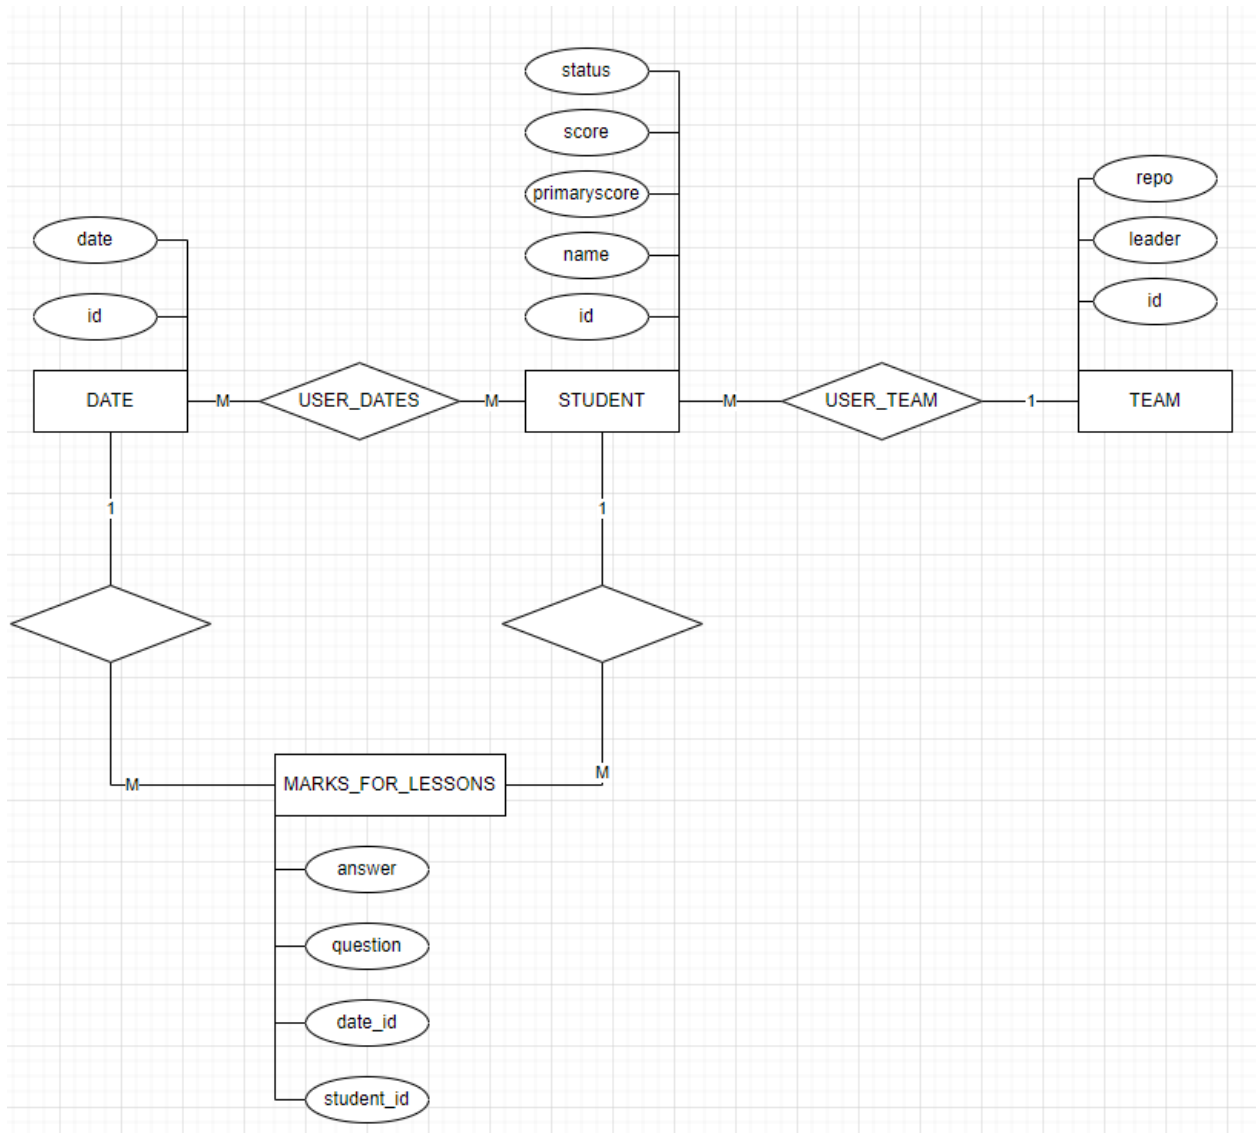 status
score
primaryscore
name
id
date
id
repo
leader
id
DATE
M
USER_DATES
M
STUDENT
M
USER_TEAM
1
TEAM
1
1
M
MARKS_FOR_LESSONS
M
answer
question
date_id
student_id